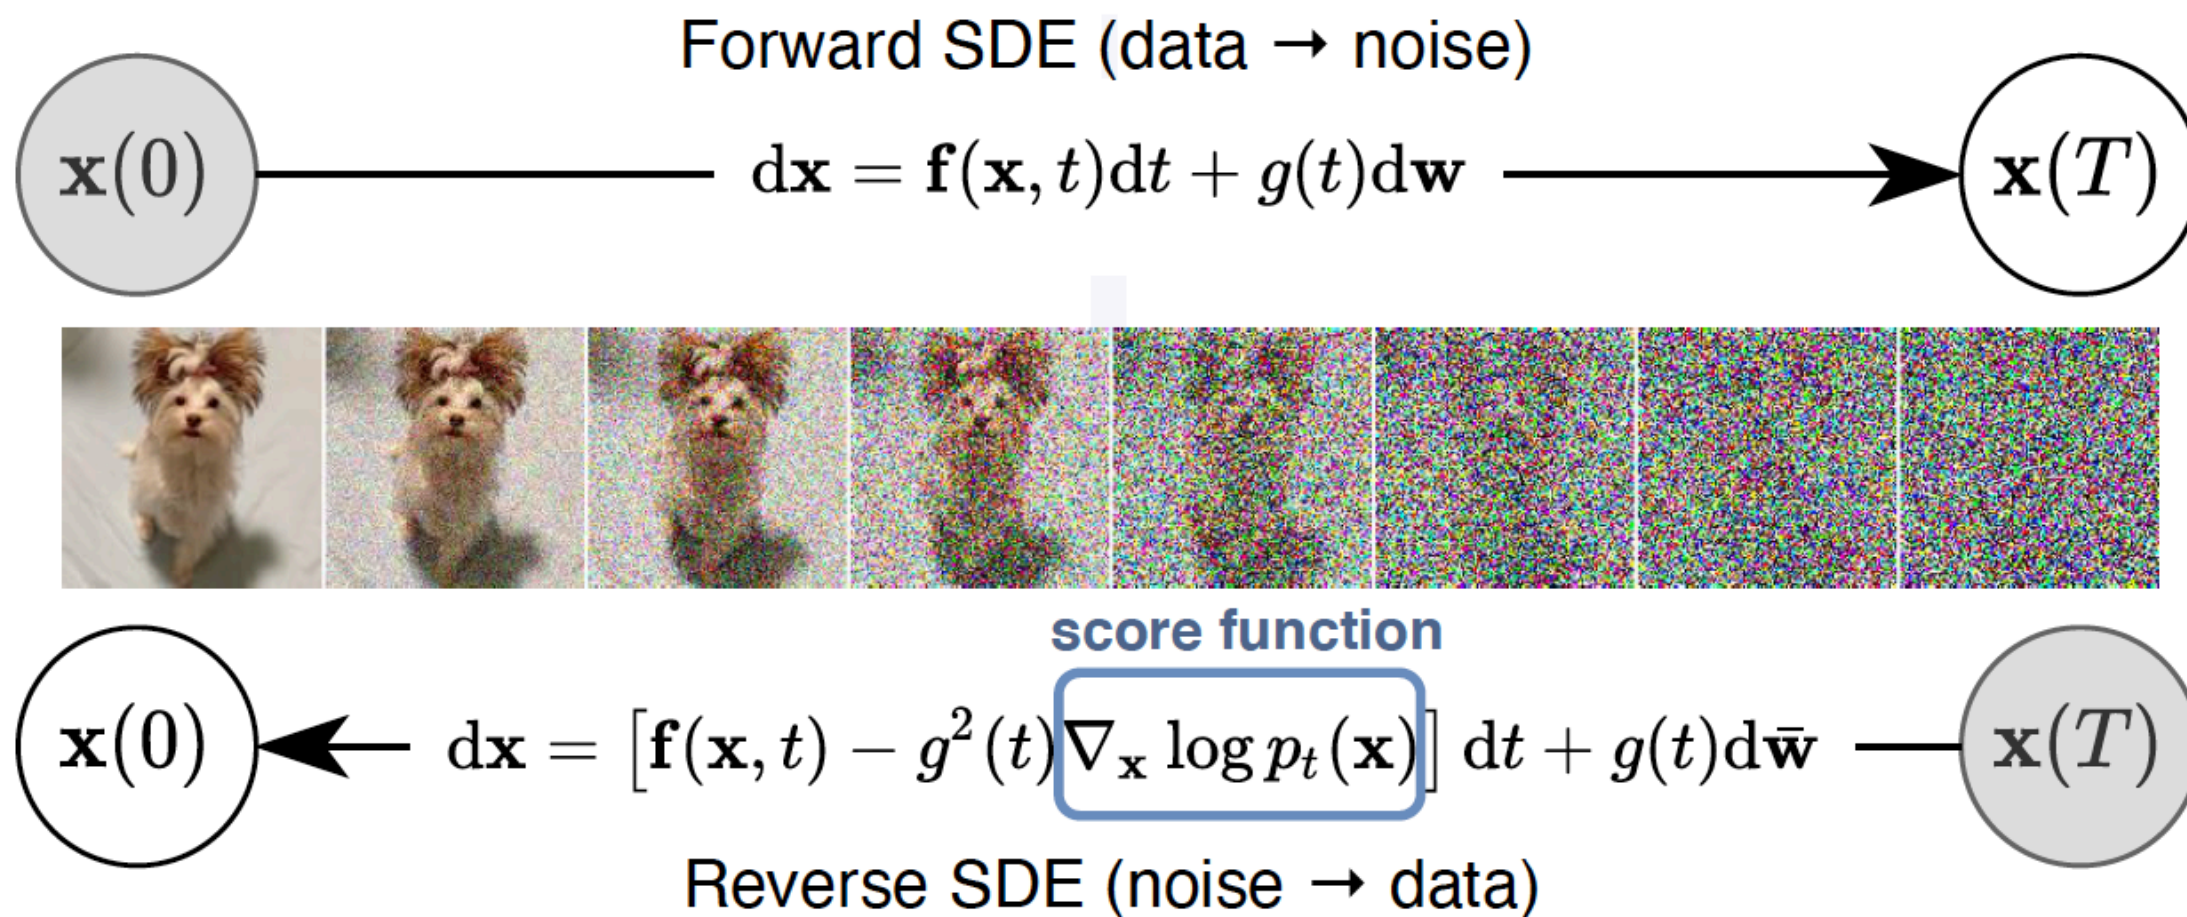 Forward SDE (data → noise)
x(0) dx = f(x, t)dt + g(t)dw x(T)
score function
x(0) dx = [f(x, t) − g²(t)∇ₓ log pₜ(x)] dt + g(t)dw̄ x(T)
Reverse SDE (noise → data)